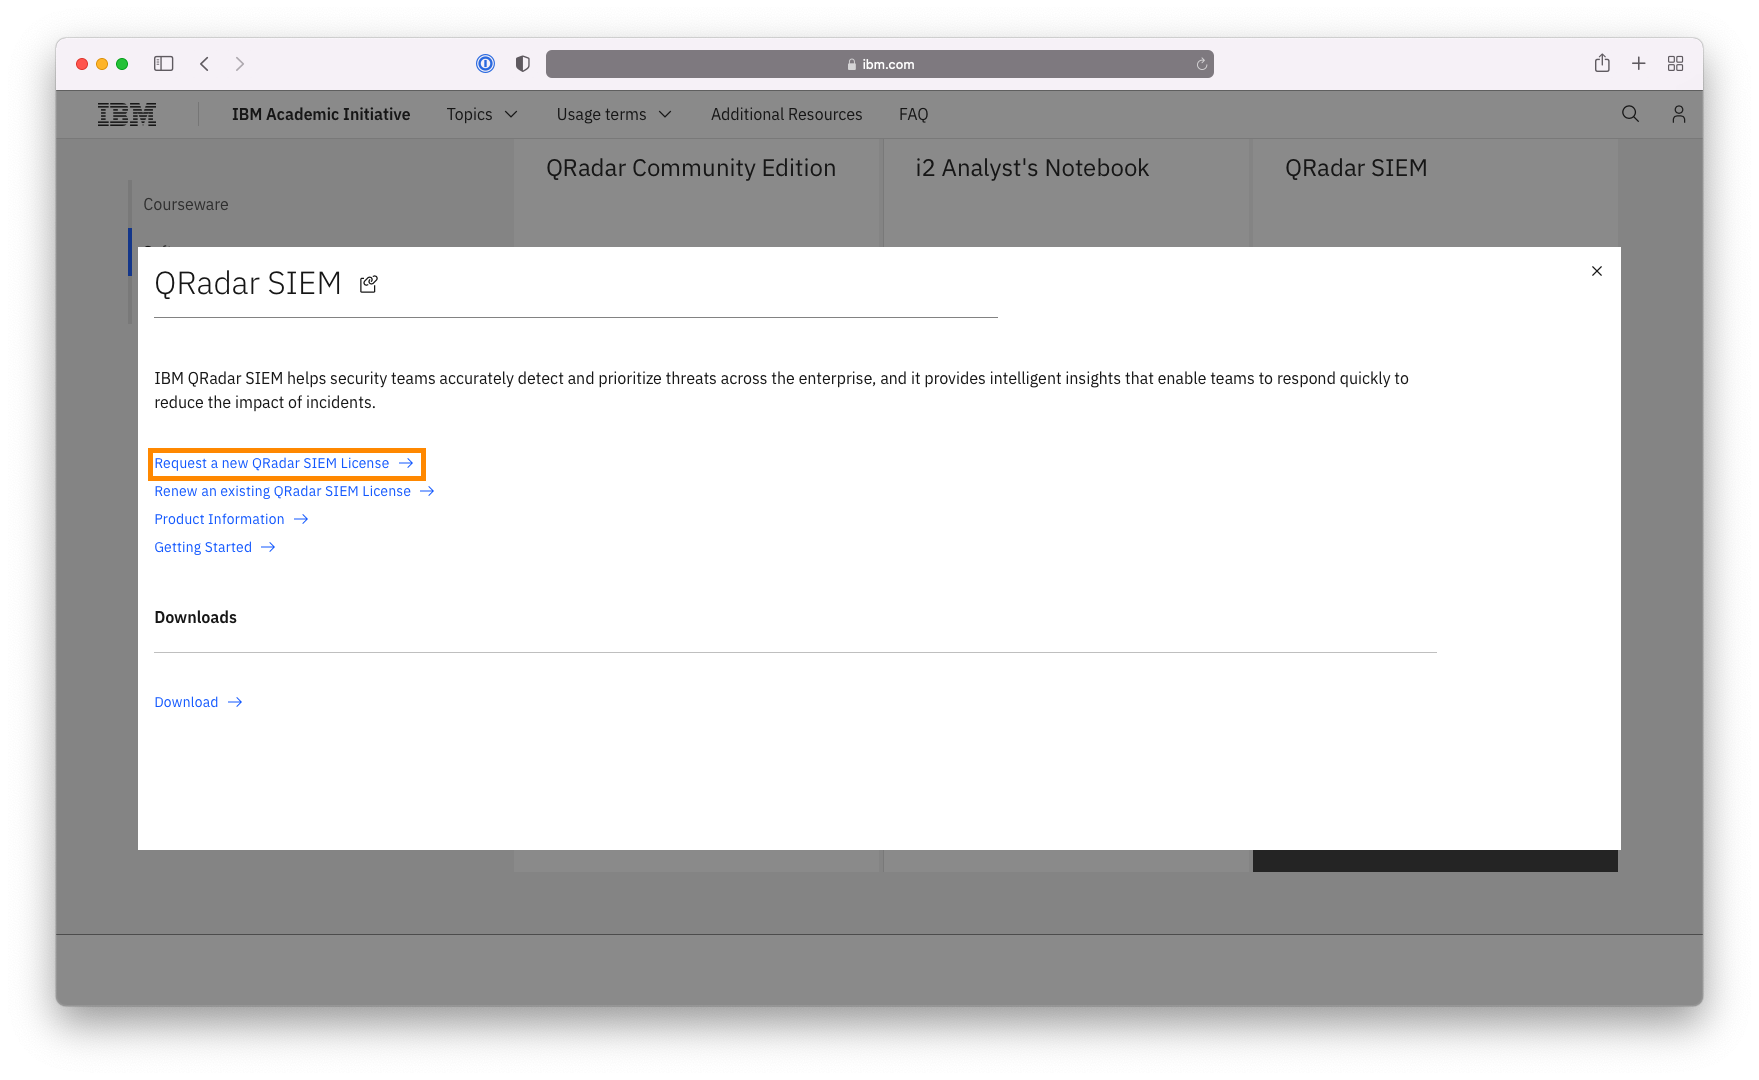 ibm.com
IBM
IBM Academic Initiative
Topics
Usage terms
Additional Resources
FAQ
QRadar Community Edition
i2 Analyst's Notebook
QRadar SIEM
Courseware
QRadar SIEM
IBM QRadar SIEM helps security teams accurately detect and prioritize threats across the enterprise, and it provides intelligent insights that enable teams to respond quickly to
reduce the impact of incidents.
Request a new QRadar SIEM License
Renew an existing QRadar SIEM License
Product Information
Getting Started
Downloads
Download